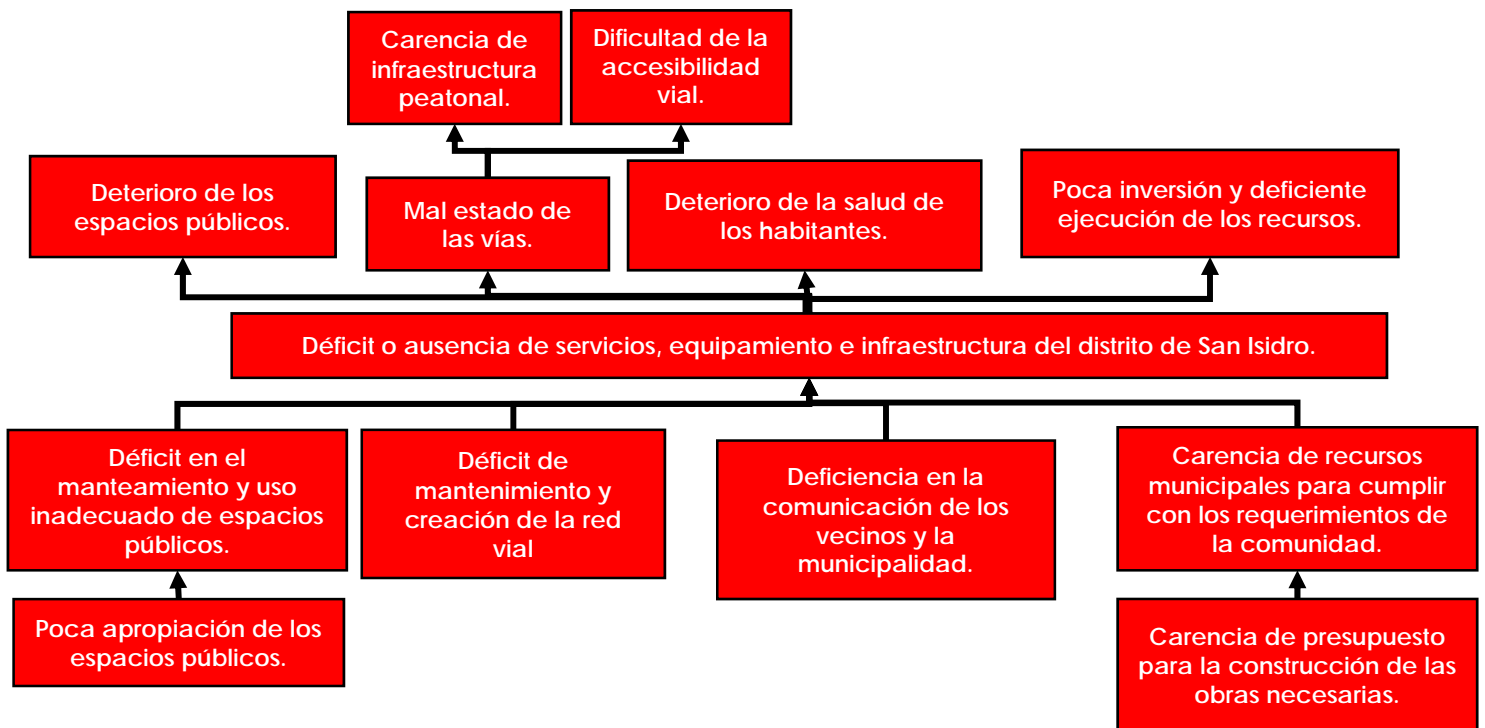 Carencia de
infraestructura
peatonal.
Dificultad de la
accesibilidad
vial.
Deterioro de los
espacios públicos.
Mal estado de
las vías.
Deterioro de la salud de
los habitantes.
Poca inversión y deficiente
ejecución de los recursos.
Déficit o ausencia de servicios, equipamiento e infraestructura del distrito de San Isidro.
Déficit en el
manteamiento y uso
inadecuado de espacios
públicos.
Déficit de
mantenimiento y
creación de la red
vial
Deficiencia en la
comunicación de los
vecinos y la
municipalidad.
Carencia de recursos
municipales para cumplir
con los requerimientos de
la comunidad.
Poca apropiación de los
espacios públicos.
Carencia de presupuesto
para la construcción de las
obras necesarias.